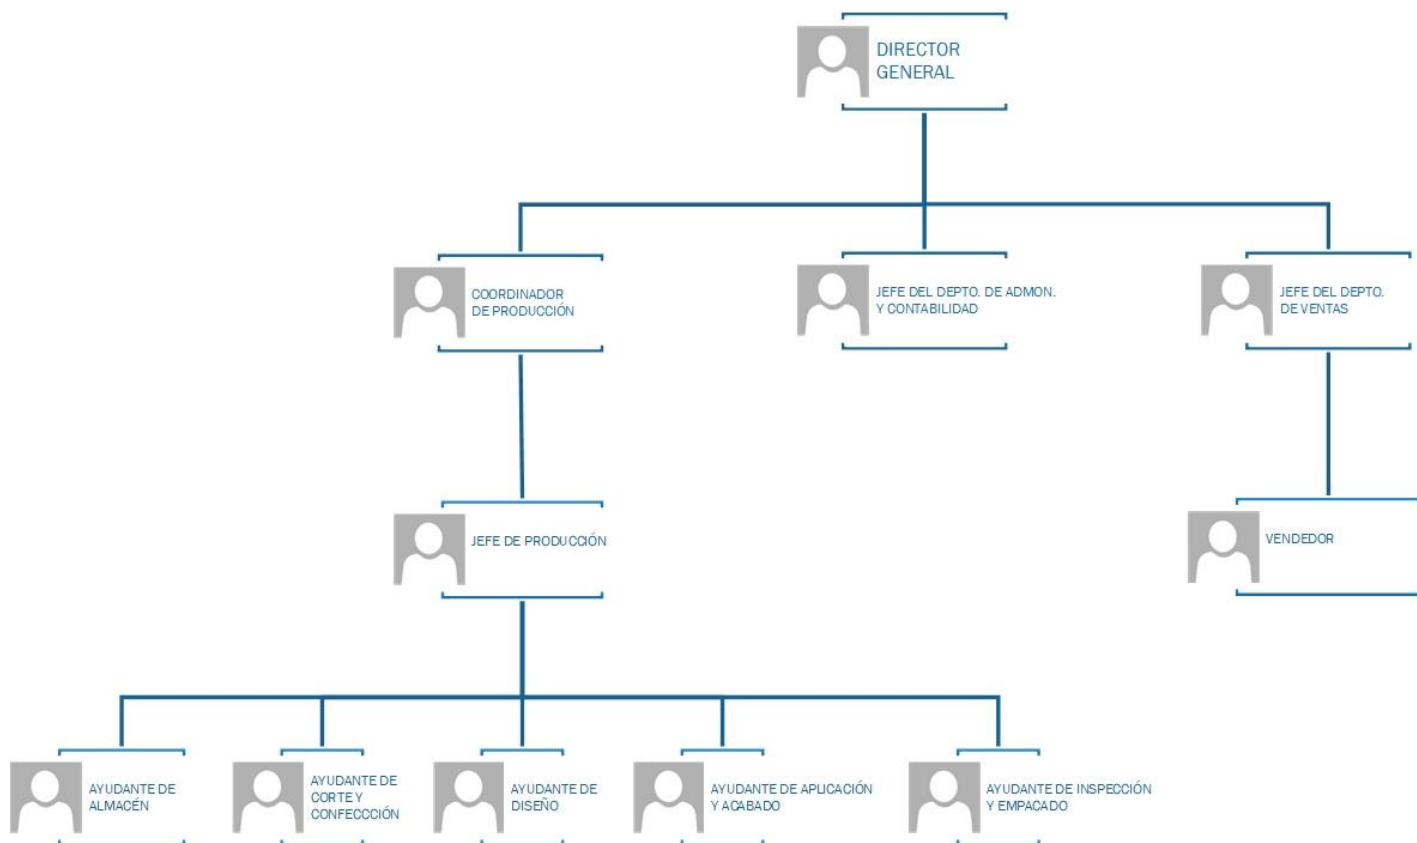 DIRECTOR
GENERAL
COORDINADOR
DE PRODUCCIÓN
JEFE DEL DEPTO. DE ADMON.
Y CONTABILIDAD
JEFE DEL DEPTO.
DE VENTAS
JEFE DE PRODUCCIÓN
VENDEDOR
AYUDANTE DE
ALMACÉN
AYUDANTE DE
CORTE Y
CONFECCCIÓN
AYUDANTE DE
DISEÑO
AYUDANTE DE APLICACIÓN
Y ACABADO
AYUDANTE DE INSPECCIÓN
Y EMPACADO